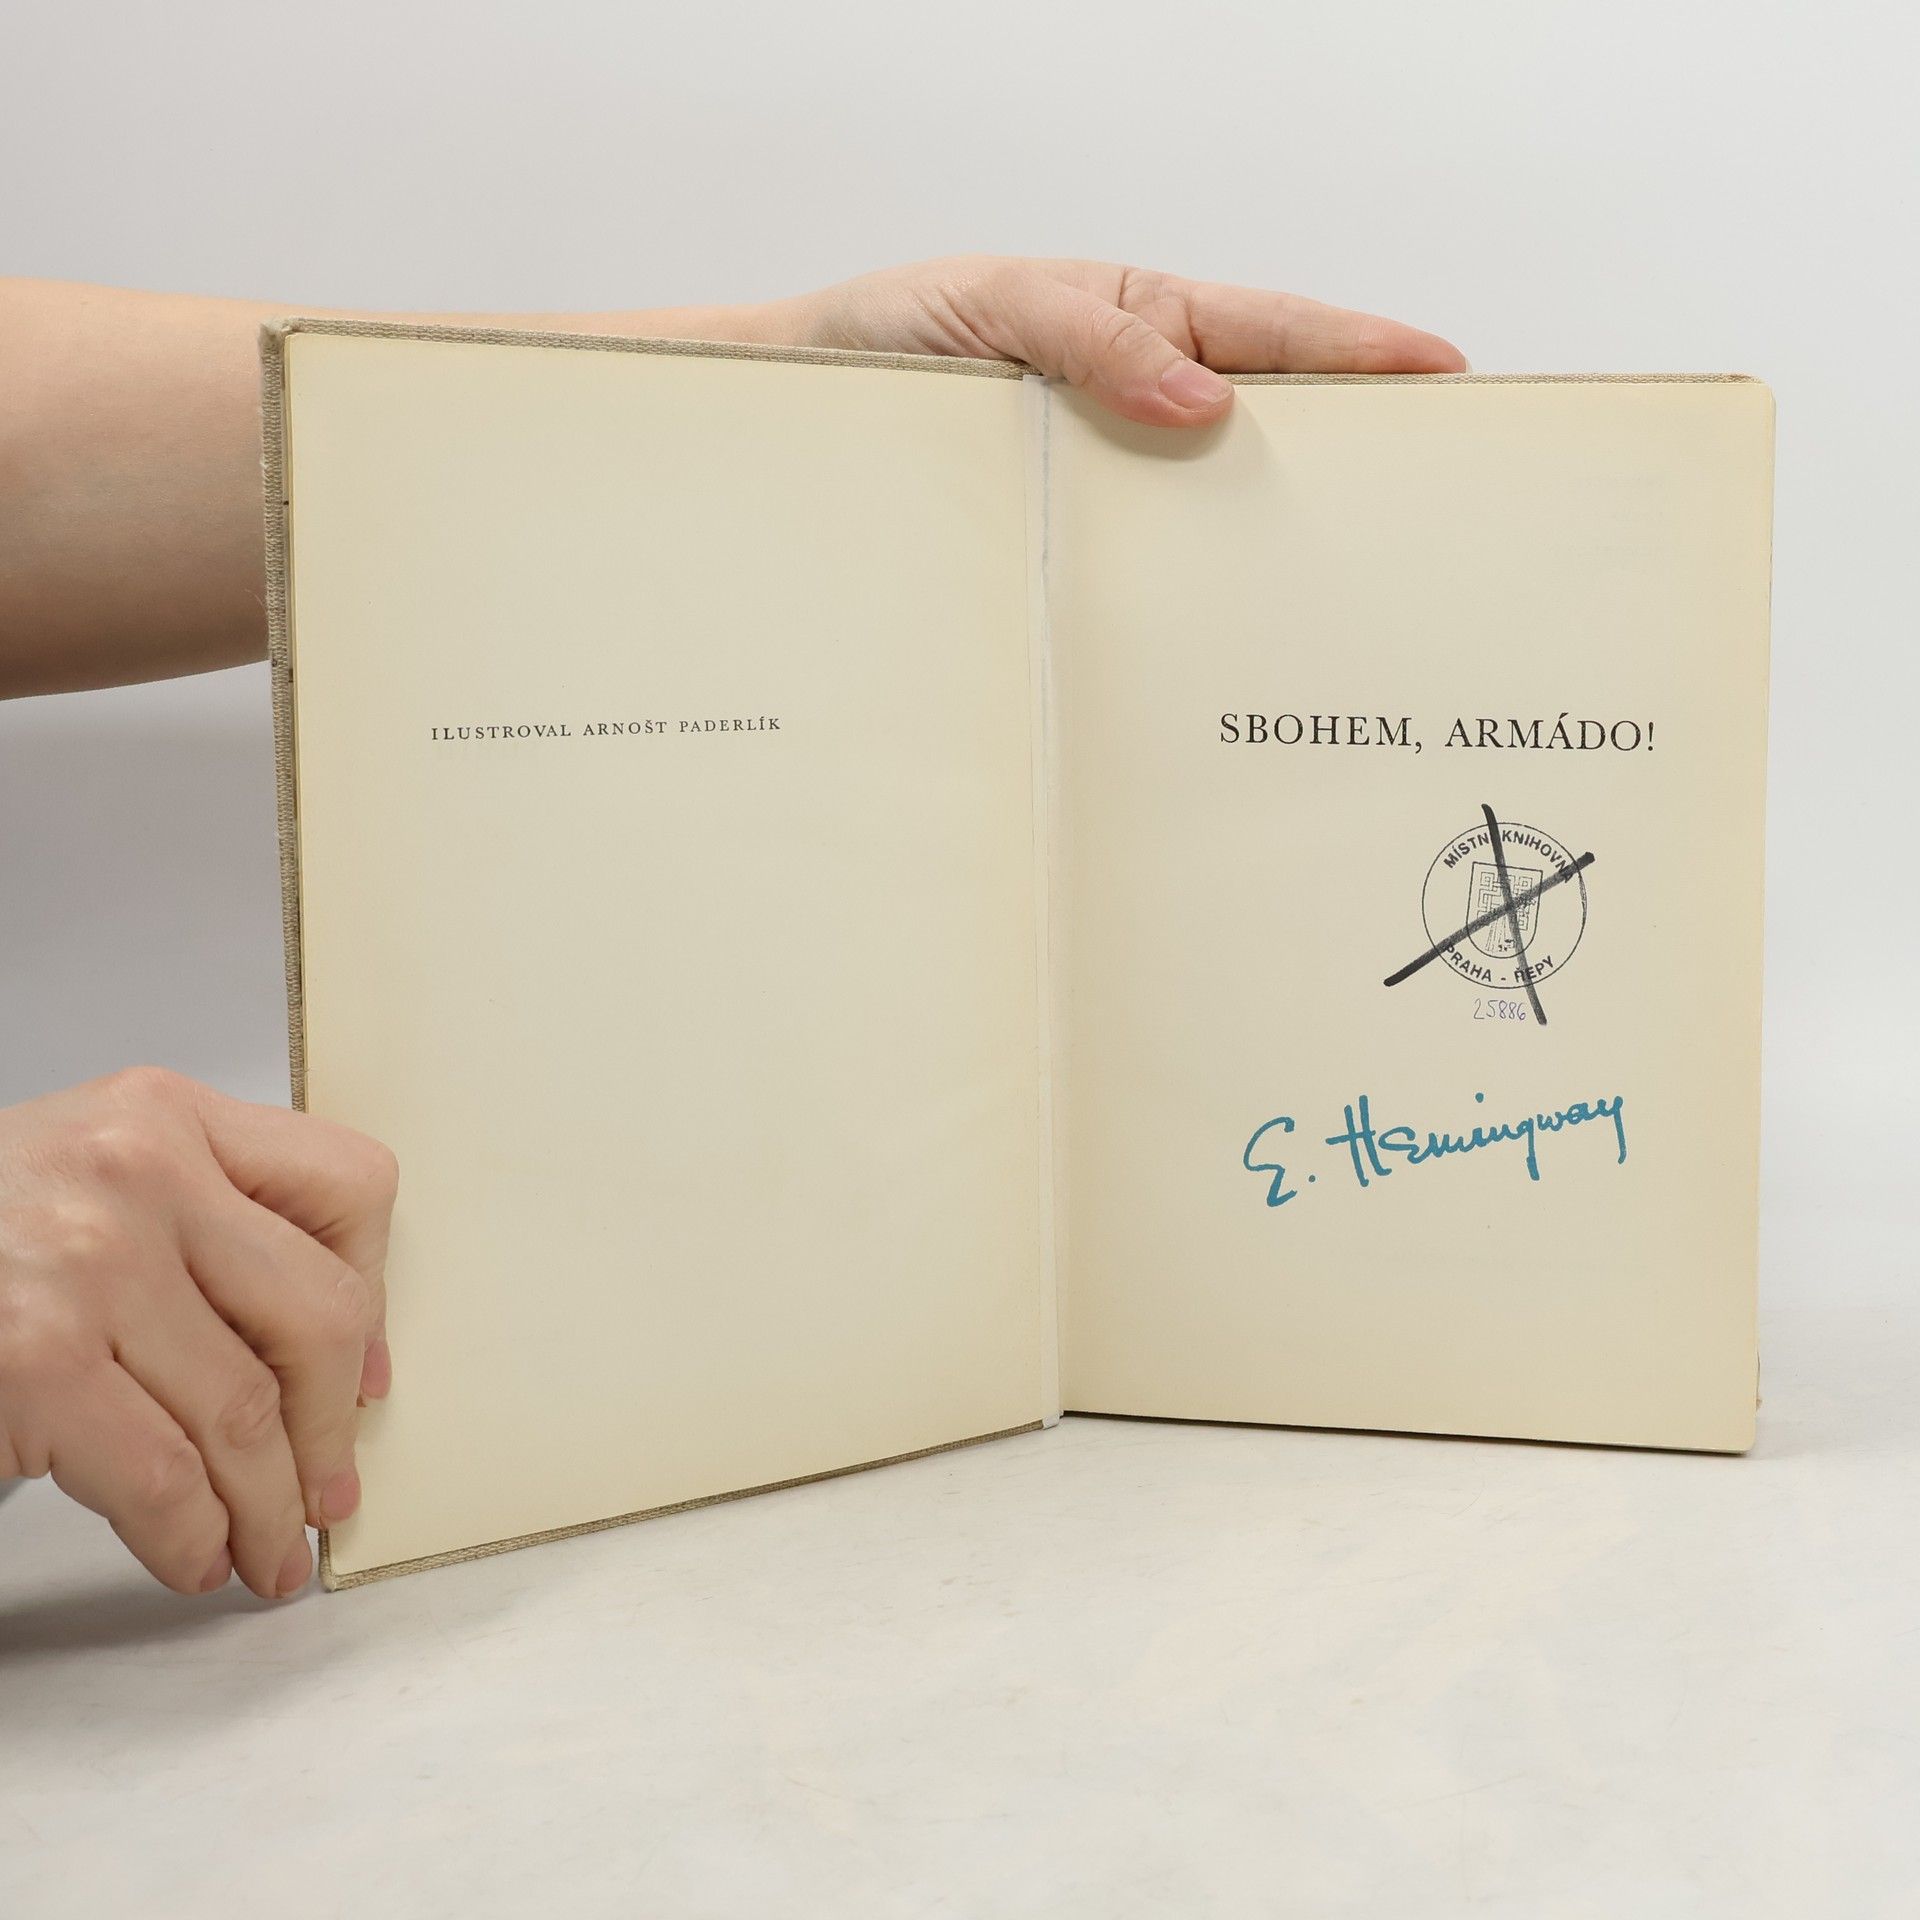 ILUSTROVAL ARNOŠT PADERLÍK
SBOHEM, ARMÁDO!
MÍSTNÍ KNIHOVNA
PRAHA - ŘEPY
25886
E. Hemingway